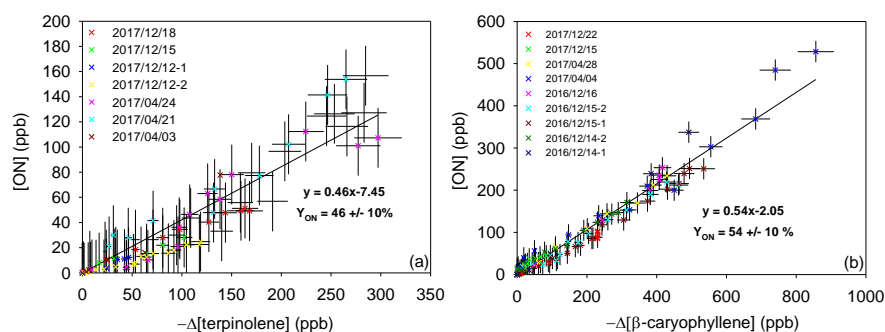 200
180
160
140
120
100
80
60
40
20
0
[ON] (ppb)
2017/12/18
2017/12/15
2017/12/12-1
2017/12/12-2
2017/04/24
2017/04/21
2017/04/03
y = 0.46x-7.45
Y_ON = 46 +/- 10%
(a)
0 50 100 150 200 250 300 350
−Δ[terpinolene] (ppb)
600
500
400
300
200
100
0
[ON] (ppb)
2017/12/22
2017/12/15
2017/04/28
2017/04/04
2016/12/16
2016/12/15-2
2016/12/15-1
2016/12/14-2
2016/12/14-1
y = 0.54x-2.05
Y_ON = 54 +/- 10 %
(b)
0 200 400 600 800 1000
−Δ[β-caryophyllene] (ppb)